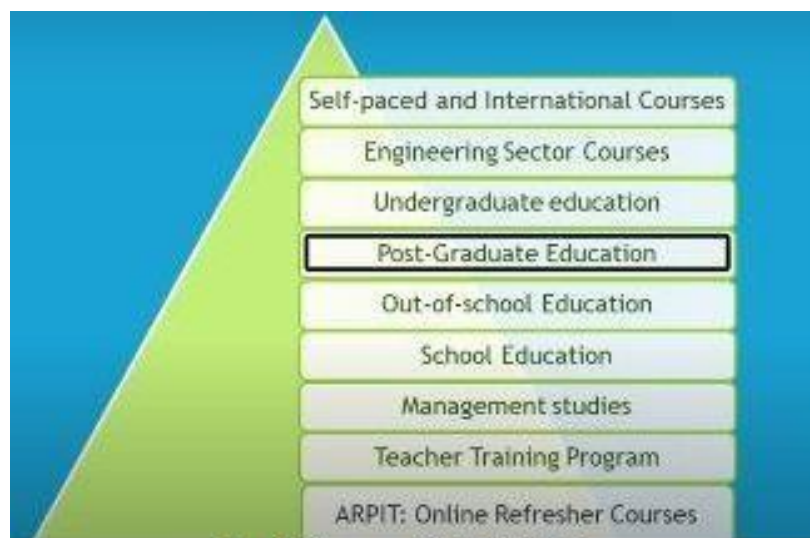 Self-paced and International Courses
Engineering Sector Courses
Undergraduate education
Post-Graduate Education
Out-of-school Education
School Education
Management studies
Teacher Training Program
ARPIT: Online Refresher Courses